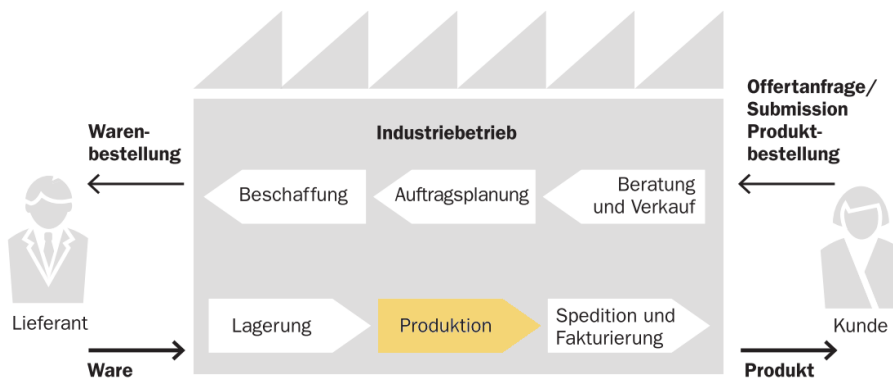 Offertanfrage/
Submission
Produkt-
bestellung
Waren-
bestellung
Industriebetrieb
Beschaffung
Auftragsplanung
Beratung
und Verkauf
Lieferant
Lagerung
Produktion
Spedition und
Fakturierung
Kunde
Ware
Produkt